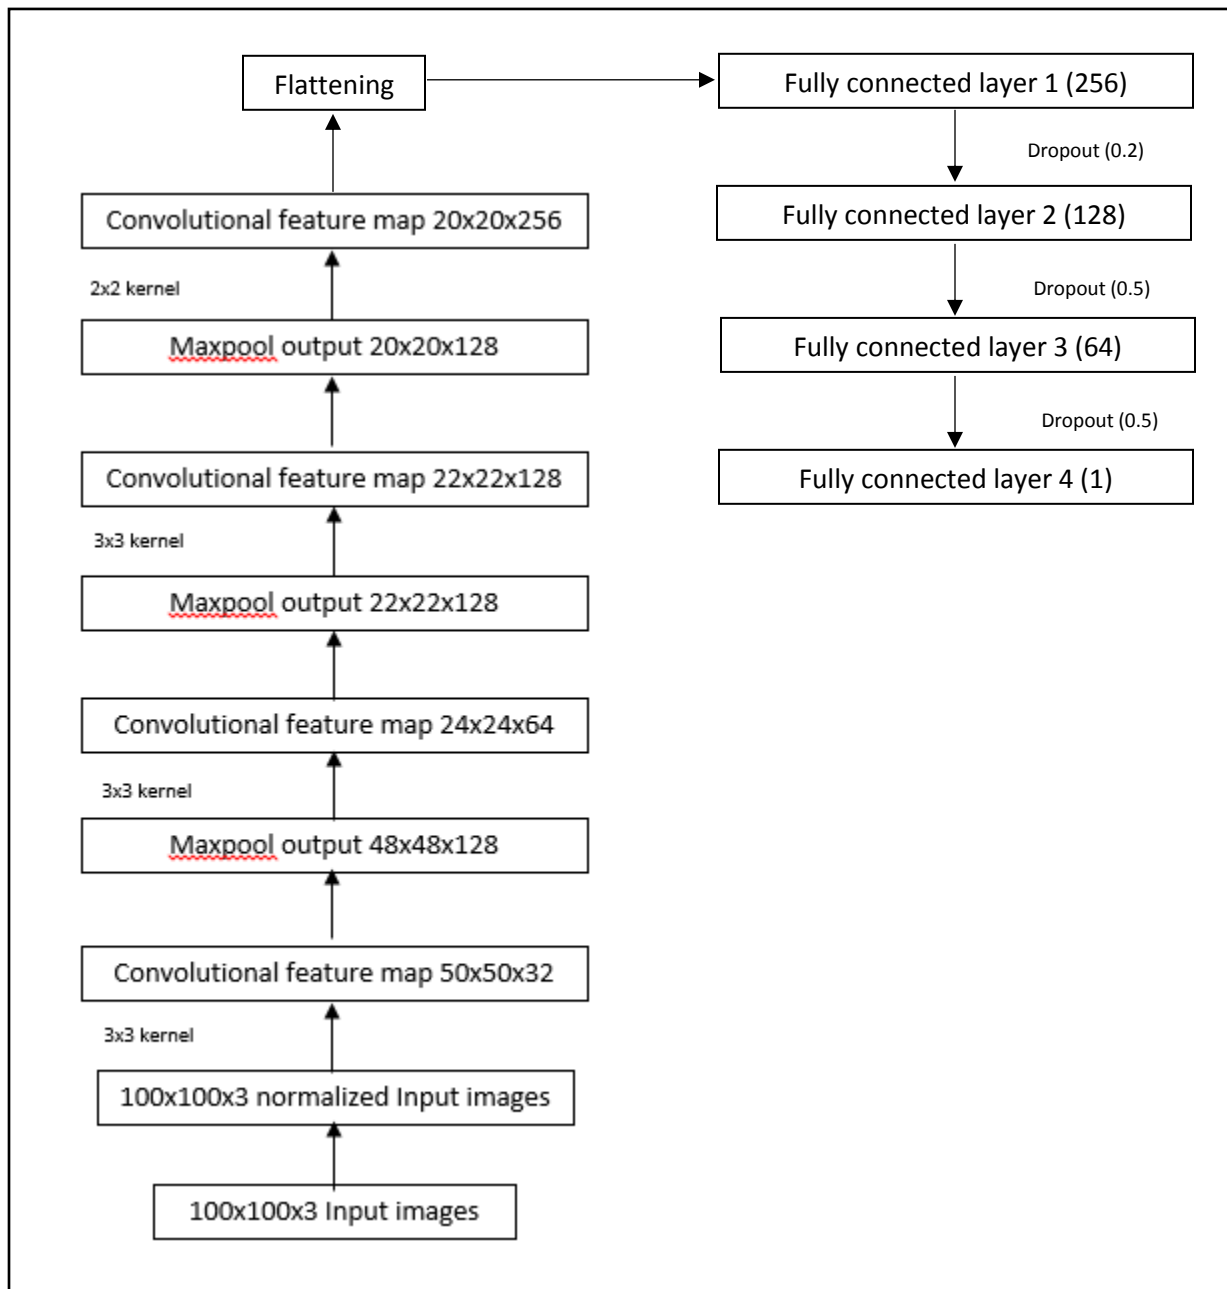 Flattening
Fully connected layer 1 (256)
Dropout (0.2)
Convolutional feature map 20x20x256
Fully connected layer 2 (128)
2x2 kernel
Dropout (0.5)
Maxpool output 20x20x128
Fully connected layer 3 (64)
Dropout (0.5)
Convolutional feature map 22x22x128
Fully connected layer 4 (1)
3x3 kernel
Maxpool output 22x22x128
Convolutional feature map 24x24x64
3x3 kernel
Maxpool output 48x48x128
Convolutional feature map 50x50x32
3x3 kernel
100x100x3 normalized Input images
100x100x3 Input images